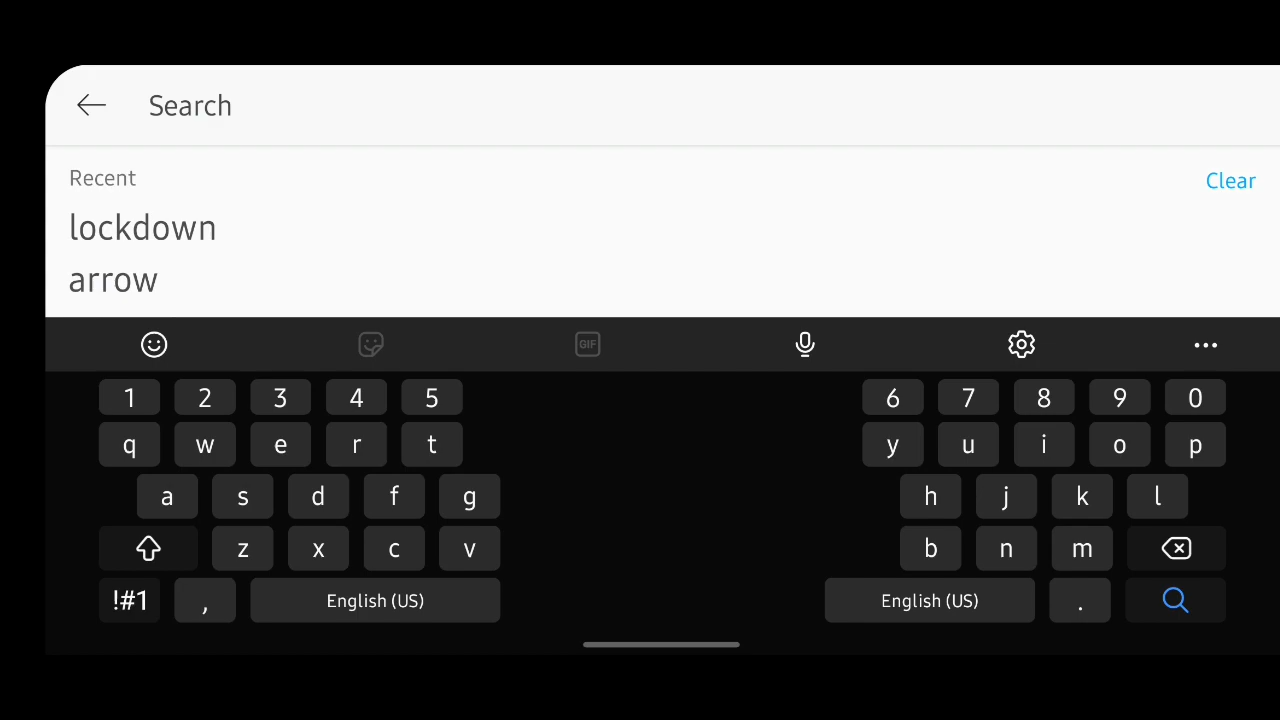 Search
Recent
Clear
lockdown
arrow
GIF
1 2 3 4 5 6 7 8 9 0
q w e r t y u i o p
a s d f g h j k l
z x c v b n m
!#1 , English (US) English (US) .